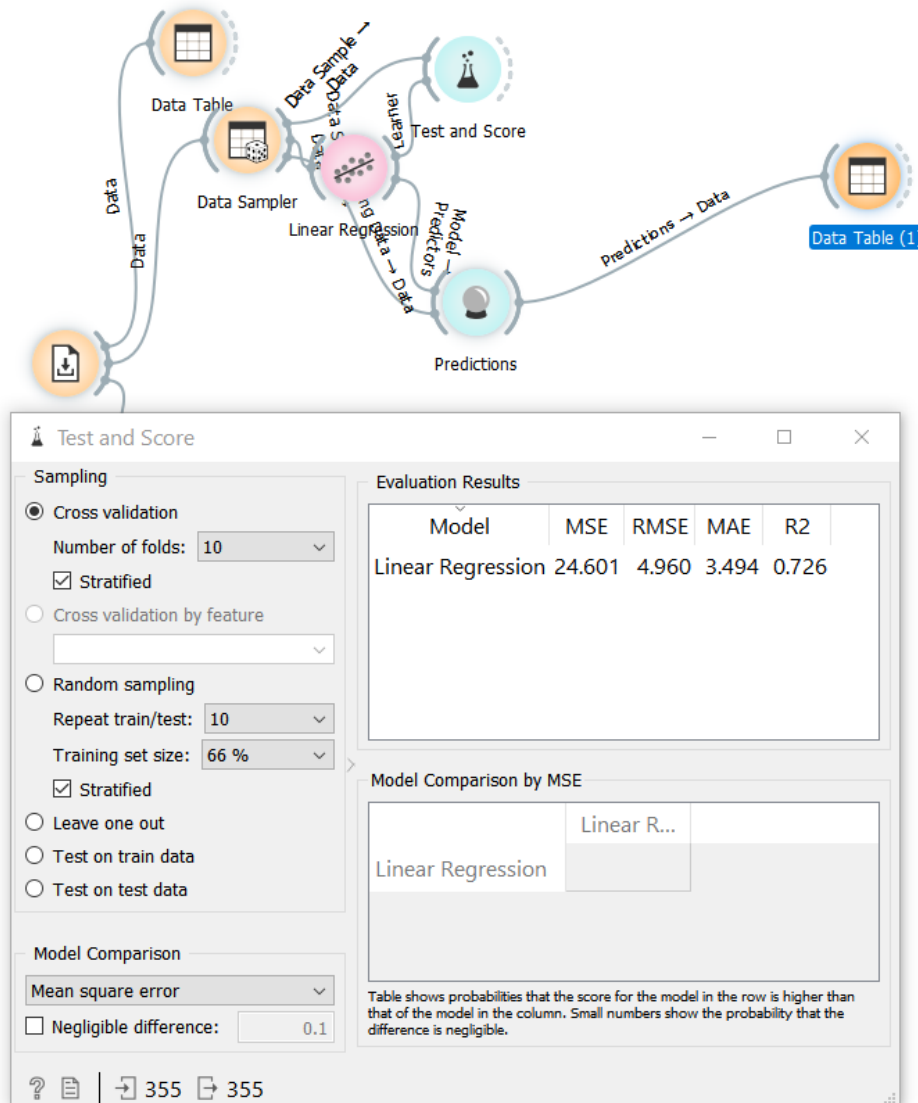 Data Table
Data Sampler
Data Sample → Data
Learner
Test and Score
Data
Data
Linear Regression
Model → Predictors
→ Data
Predictions → Data
Data Table (1
Predictions
Test and Score
Sampling
Cross validation
Number of folds: 10
Stratified
Cross validation by feature
Random sampling
Repeat train/test: 10
Training set size: 66 %
Stratified
Leave one out
Test on train data
Test on test data
Model Comparison
Mean square error
Negligible difference: 0.1
? 355 355
Evaluation Results
Model MSE RMSE MAE R2
Linear Regression 24.601 4.960 3.494 0.726
Model Comparison by MSE
Linear R...
Linear Regression
Table shows probabilities that the score for the model in the row is higher than
that of the model in the column. Small numbers show the probability that the
difference is negligible.